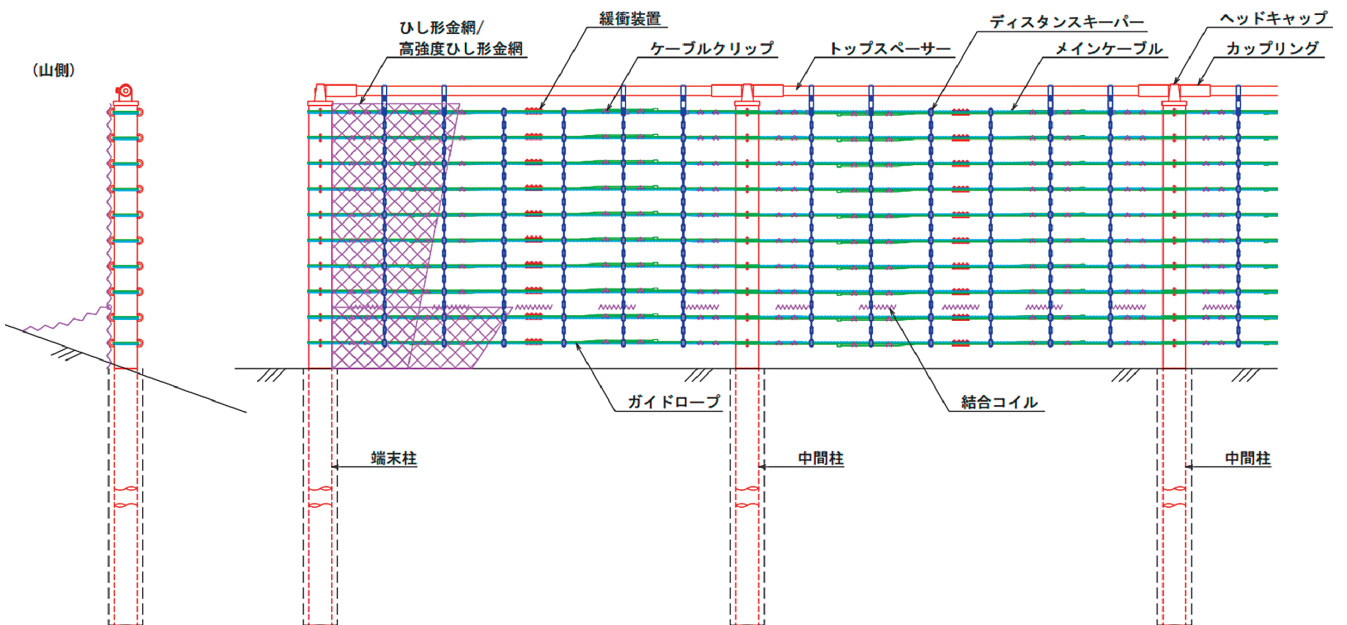 ひし形金網/
高強度ひし形金網
緩衝装置
ケーブルクリップ
トップスペーサー
ディスタンスキーパー
メインケーブル
ヘッドキャップ
カップリング
(山側)
ガイドロープ
結合コイル
端末柱
中間柱
中間柱